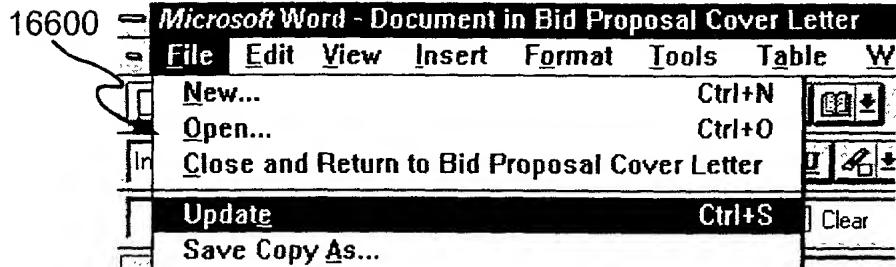 16600
Microsoft Word - Document in Bid Proposal Cover Letter
File Edit View Insert Format Tools Table W
New... Ctrl+N
Open... Ctrl+O
In
Close and Return to Bid Proposal Cover Letter
Update Ctrl+S
Clear
Save Copy As...